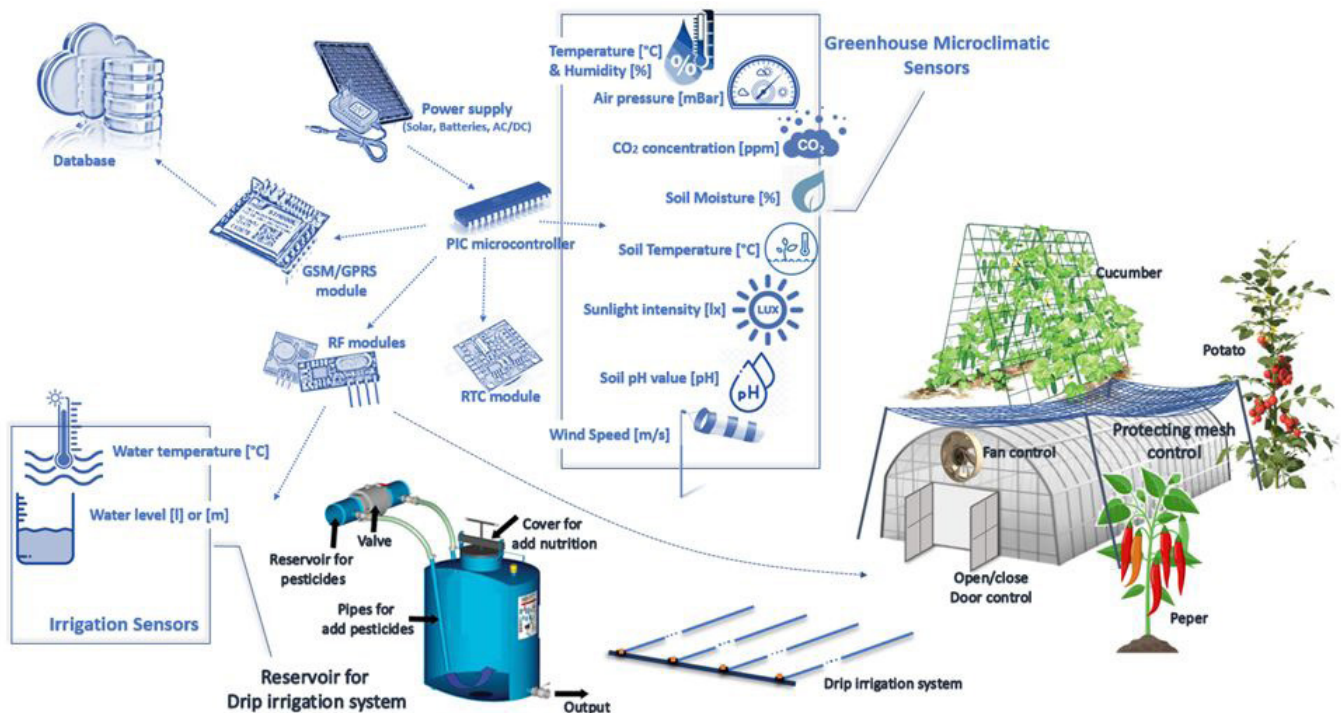 Temperature [°C]
& Humidity [%]
%
Air pressure [mBar]
CO₂ concentration [ppm]
CO₂
Soil Moisture [%]
Soil Temperature [°C]
Sunlight intensity [lx]
LUX
Soil pH value [pH]
pH
Wind Speed [m/s]
Greenhouse Microclimatic
Sensors
Power supply
(Solar, Batteries, AC/DC)
Database
PIC microcontroller
GSM/GPRS
module
RF modules
RTC module
Water temperature [°C]
Water level [l] or [m]
Irrigation Sensors
Reservoir for
Drip irrigation system
Valve
Reservoir for
pesticides
Cover for
add nutrition
Pipes for
add pesticides
Output
Drip irrigation system
Cucumber
Potato
Protecting mesh
control
Fan control
Open/close
Door control
Peper